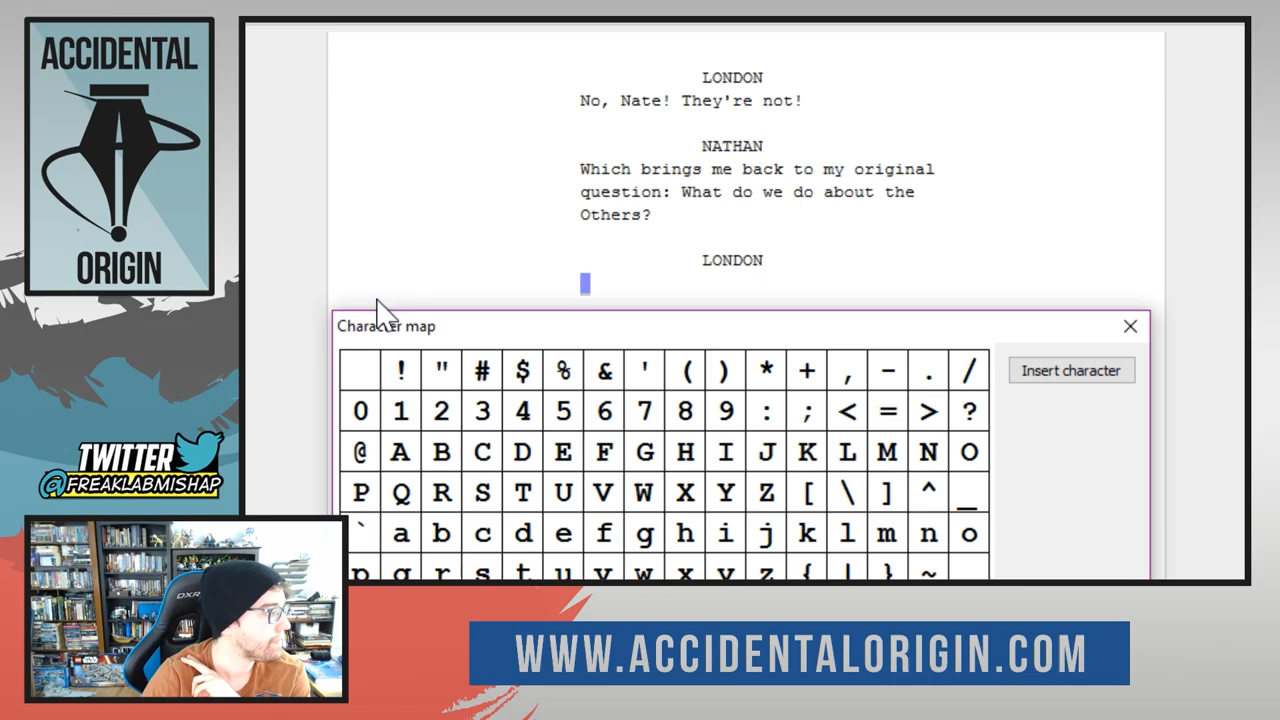 ACCIDENTAL
ORIGIN
LONDON
No, Nate! They're not!
NATHAN
Which brings me back to my original
question: What do we do about the
Others?
LONDON
Character map
Insert character
! " # $ % & ' ( ) * + , - . /
0 1 2 3 4 5 6 7 8 9 : ; < = > ?
@ A B C D E F G H I J K L M N O
P Q R S T U V W X Y Z [ \ ] ^ _
` a b c d e f g h i j k l m n o
p q r s t u v w x y z { | } ~
TWITTER
@FREAKLABMISHAP
DXR
WWW.ACCIDENTALORIGIN.COM